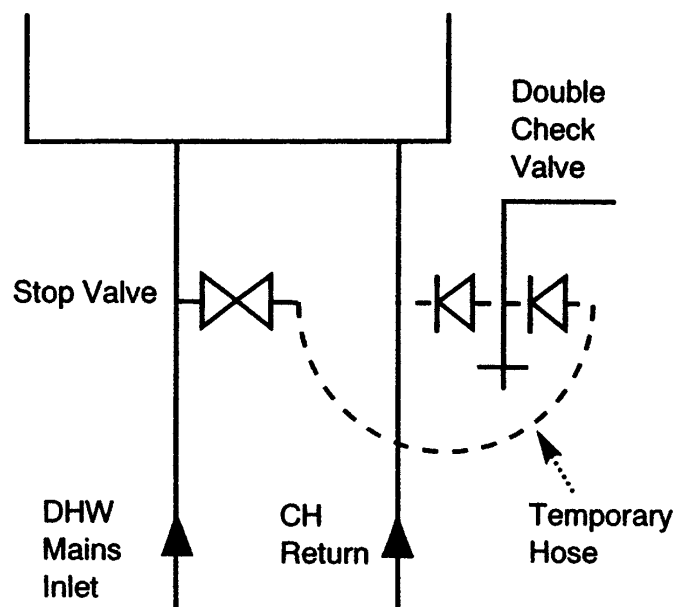 Double
Check
Valve
Stop Valve
DHW
Mains
Inlet
CH
Return
Temporary
Hose